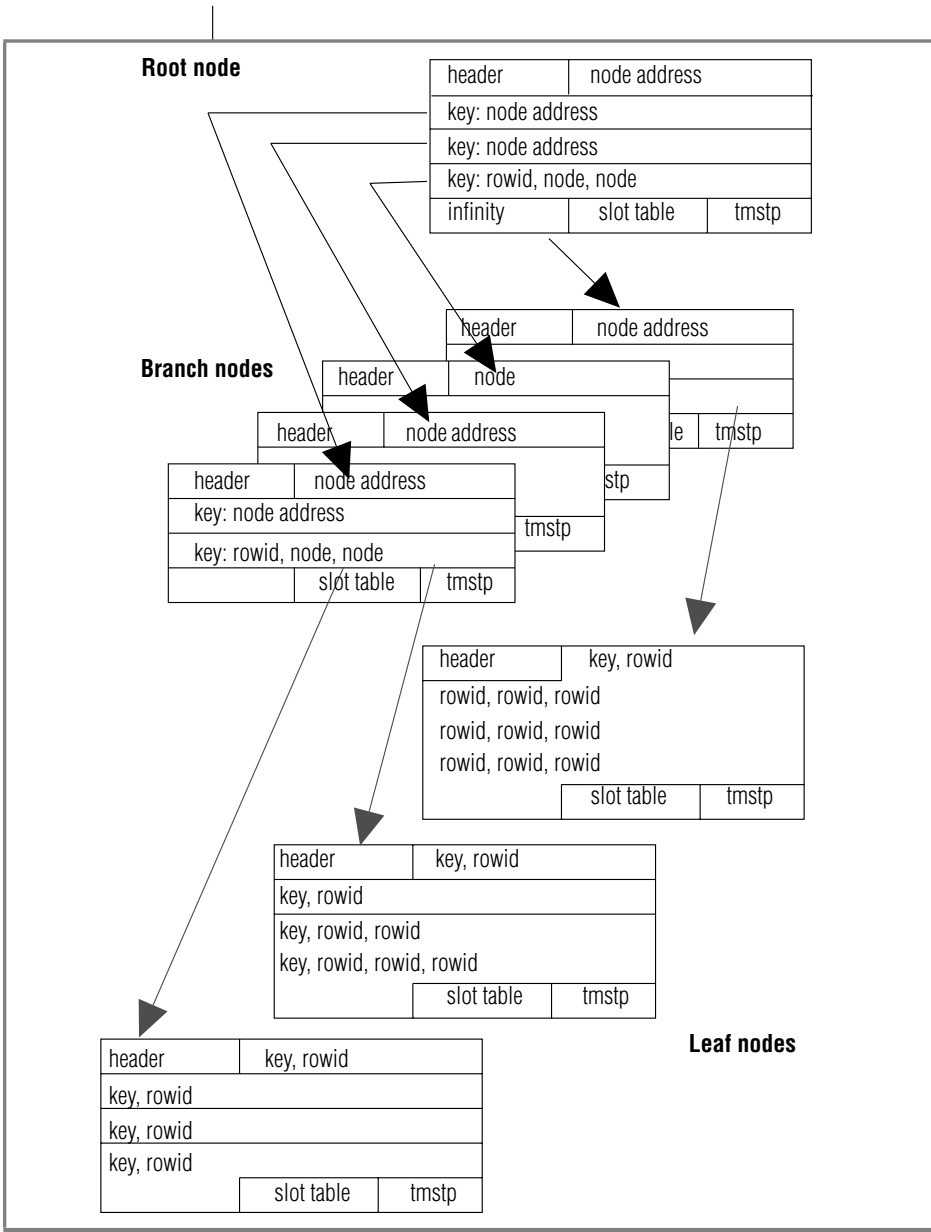 Root node
header node address
key: node address
key: node address
key: rowid, node, node
infinity slot table tmstp
header node address
Branch nodes
header node
le tmstp
header node address
stp
header node address
key: node address
tmstp
key: rowid, node, node
slot table tmstp
header key, rowid
rowid, rowid, rowid
rowid, rowid, rowid
rowid, rowid, rowid
slot table tmstp
header key, rowid
key, rowid
key, rowid, rowid
key, rowid, rowid, rowid
slot table tmstp
Leaf nodes
header key, rowid
key, rowid
key, rowid
key, rowid
slot table tmstp